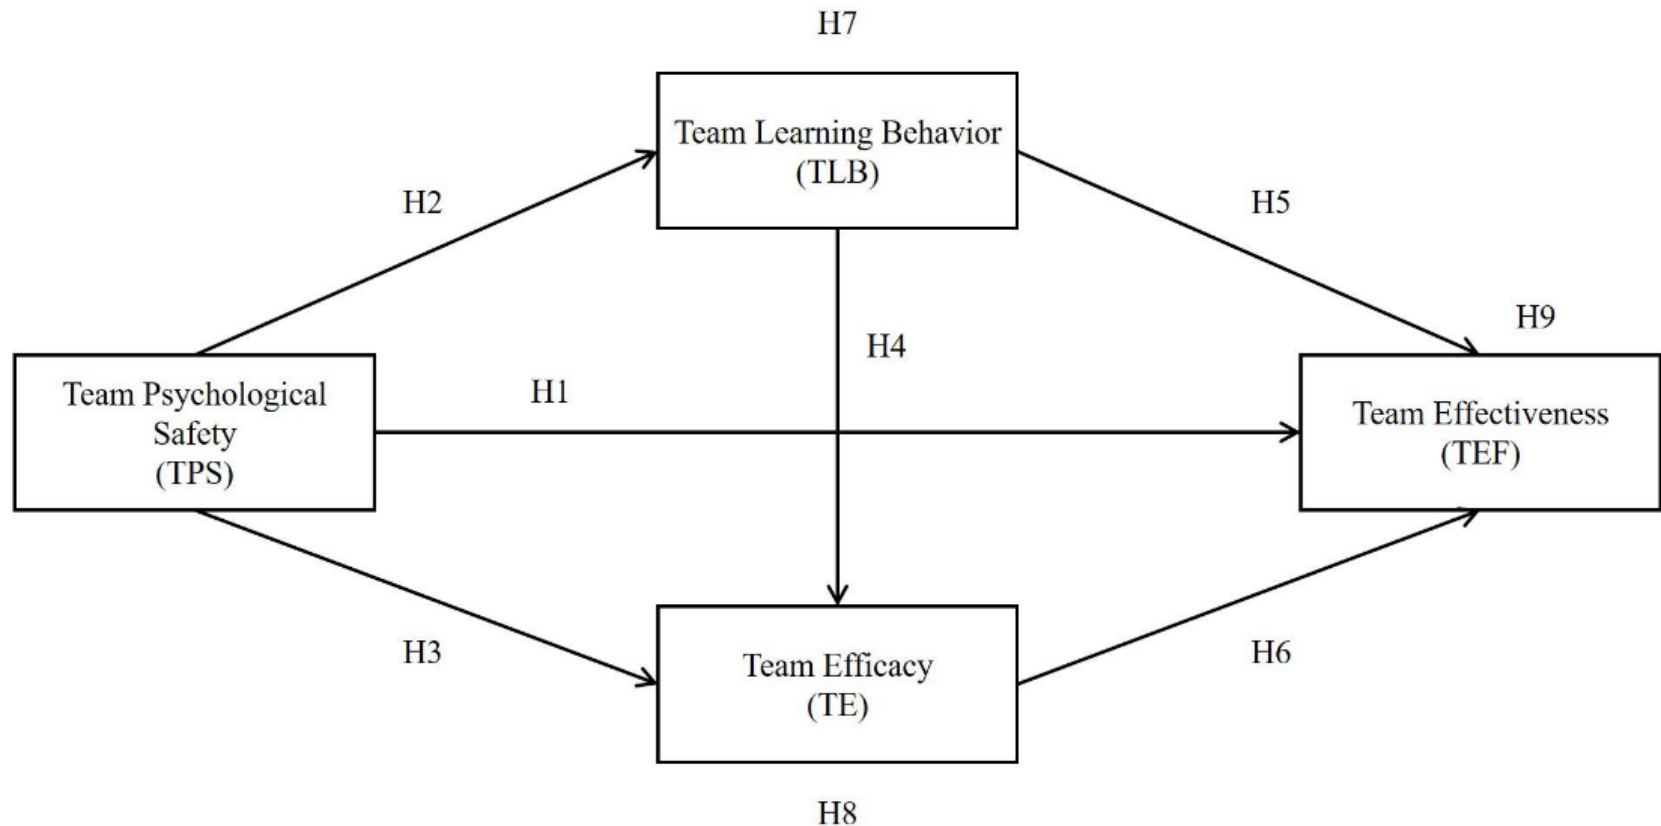 H7
Team Learning Behavior
(TLB)
H2
H5
H9
H4
Team Psychological
Safety
(TPS)
H1
Team Effectiveness
(TEF)
H3
H6
Team Efficacy
(TE)
H8